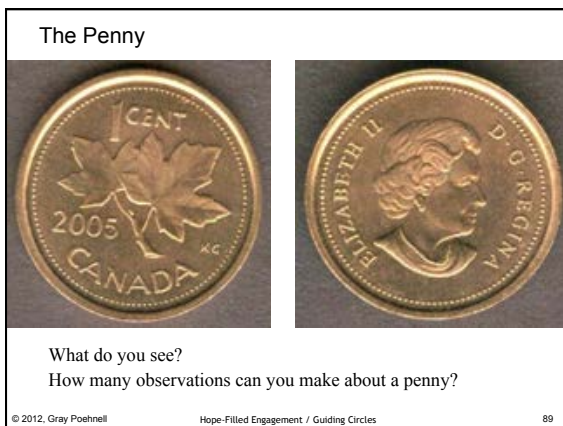 The Penny
1 CENT
2005
KG
CANADA
ELIZABETH II
D·G·REGINA
What do you see?
How many observations can you make about a penny?
© 2012, Gray Poehnell
Hope-Filled Engagement / Guiding Circles
89